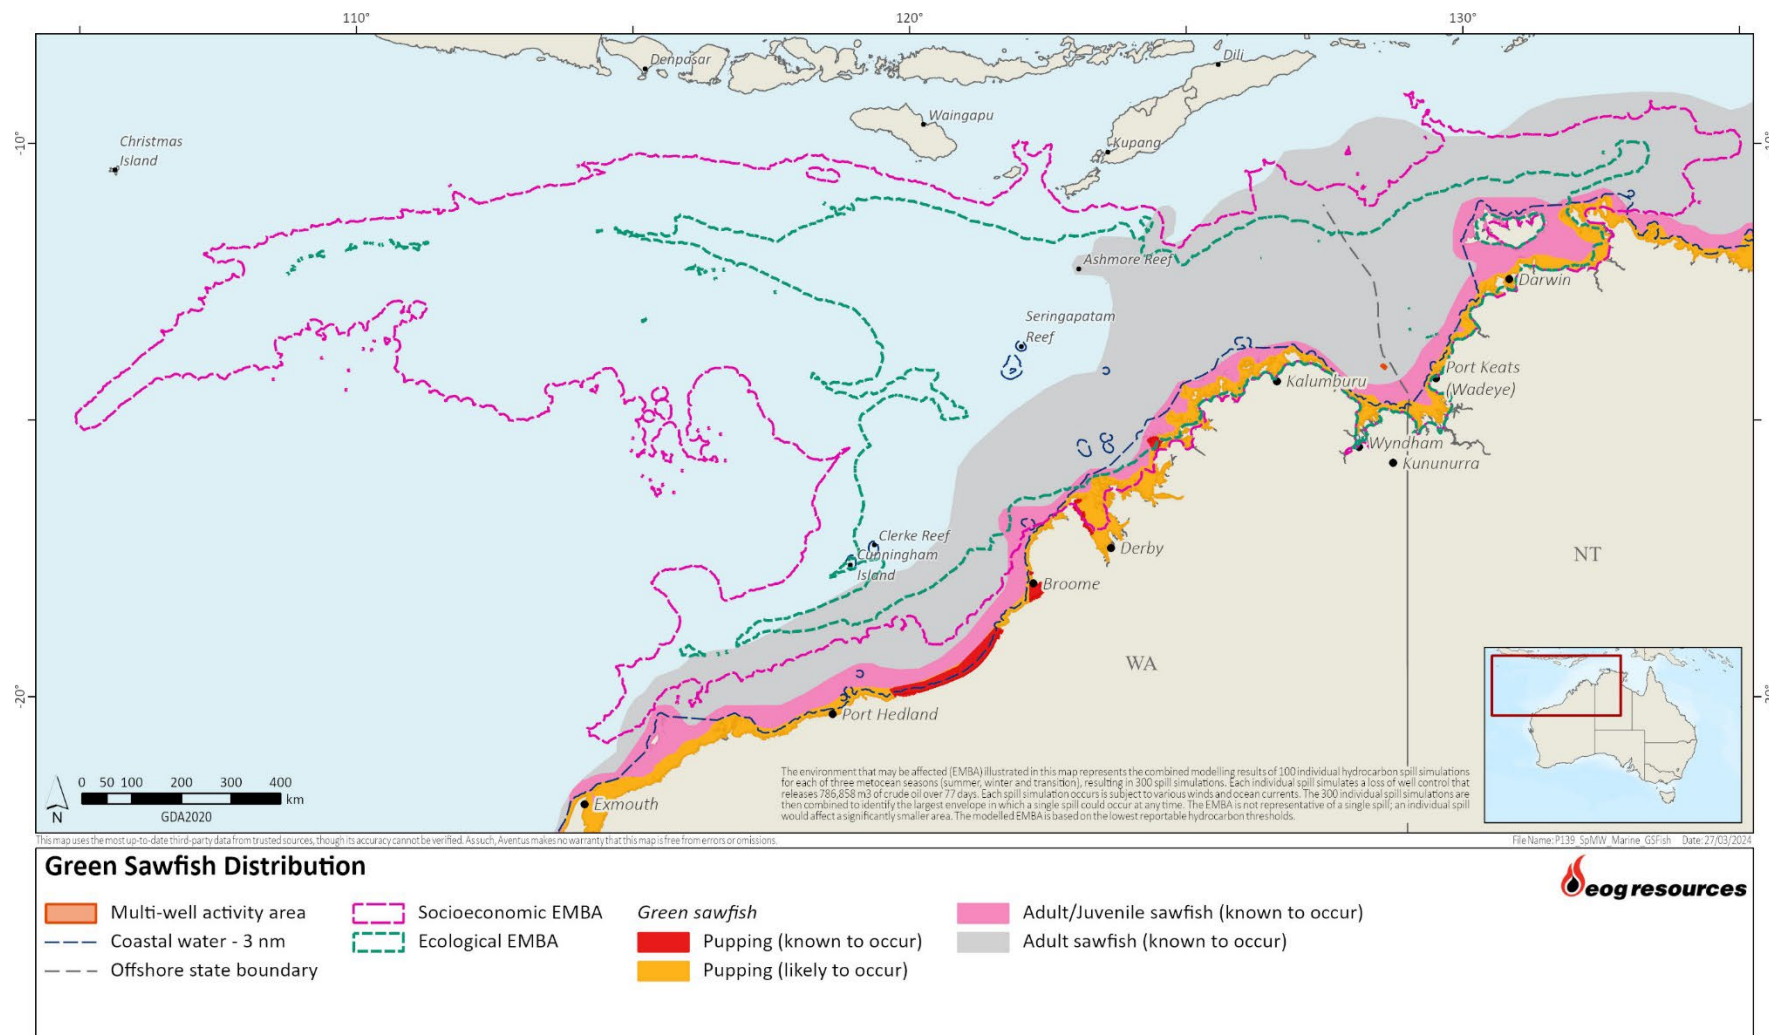 110°
120°
130°
Denpasar
Dili
Waingapu
-10°
Christmas
Island
Kupang
-10°
Ashmore Reef
Darwin
Seringapatam
Reef
Port Keats
(Wadeye)
Kalumburu
Wyndham
Kununurra
Clerke Reef
Cunningham
Island
Derby
NT
Broome
WA
-20°
-20°
Port Hedland
0 50 100 200 300 400
km
N
GDA2020
Exmouth
The environment that may be affected (EMBA) illustrated in this map represents the combined modelling results of 100 individual hydrocarbon spill simulations
for each of three metocean seasons (summer, winter and transition), resulting in 300 spill simulations. Each individual spill simulates a loss of well control that
releases 786,858 m3 of crude oil over 77 days. Each spill simulation occurs is subject to various winds and ocean currents. The 300 individual spill simulations are
then combined to identify the largest envelope in which a single spill could occur at any time. The EMBA is not representative of a single spill; an individual spill
would affect a significantly smaller area. The modelled EMBA is based on the lowest reportable hydrocarbon thresholds.
This map uses the most up-to-date third-party data from trusted sources, though its accuracy cannot be verified. As such, Aventus makes no warranty that this map is free from errors or omissions.
File Name: P139_SpMW_Marine_GSFish Date: 27/03/2024
Green Sawfish Distribution
eog resources
Multi-well activity area
Coastal water - 3 nm
Offshore state boundary
Socioeconomic EMBA
Ecological EMBA
Green sawfish
Pupping (known to occur)
Pupping (likely to occur)
Adult/Juvenile sawfish (known to occur)
Adult sawfish (known to occur)